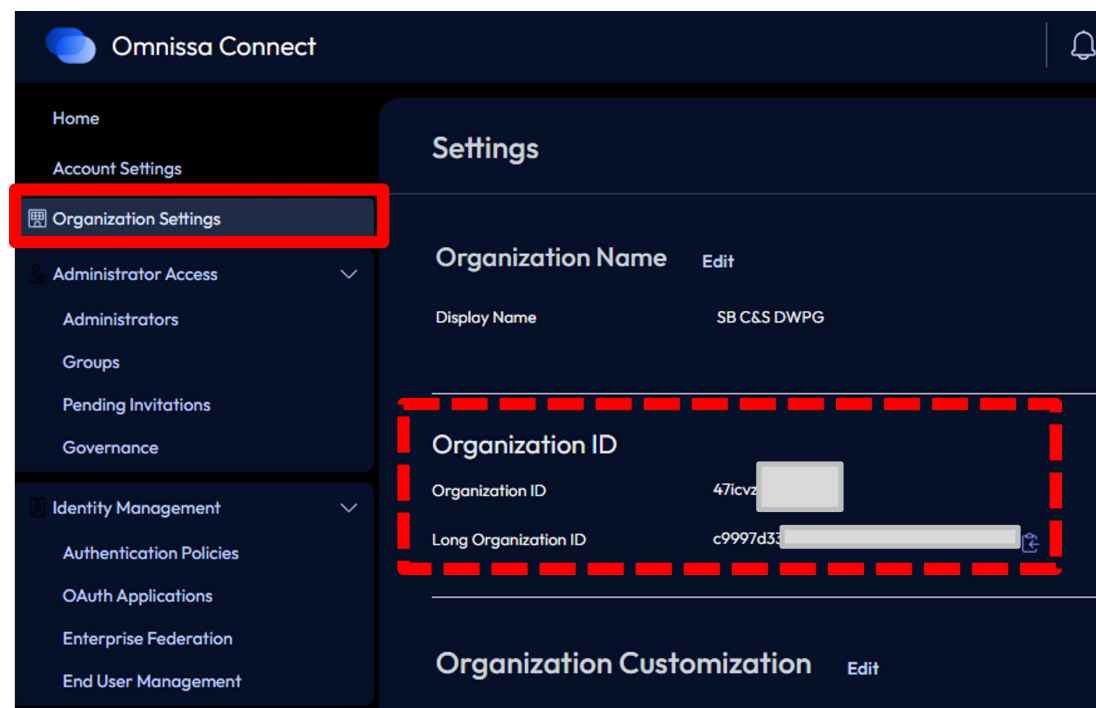 Omnissa Connect
Home
Account Settings
Organization Settings
Administrator Access
Administrators
Groups
Pending Invitations
Governance
Identity Management
Authentication Policies
OAuth Applications
Enterprise Federation
End User Management
Settings
Organization Name Edit
Display Name SB C&S DWPG
Organization ID
Organization ID 47icvz
Long Organization ID c9997d33
Organization Customization Edit